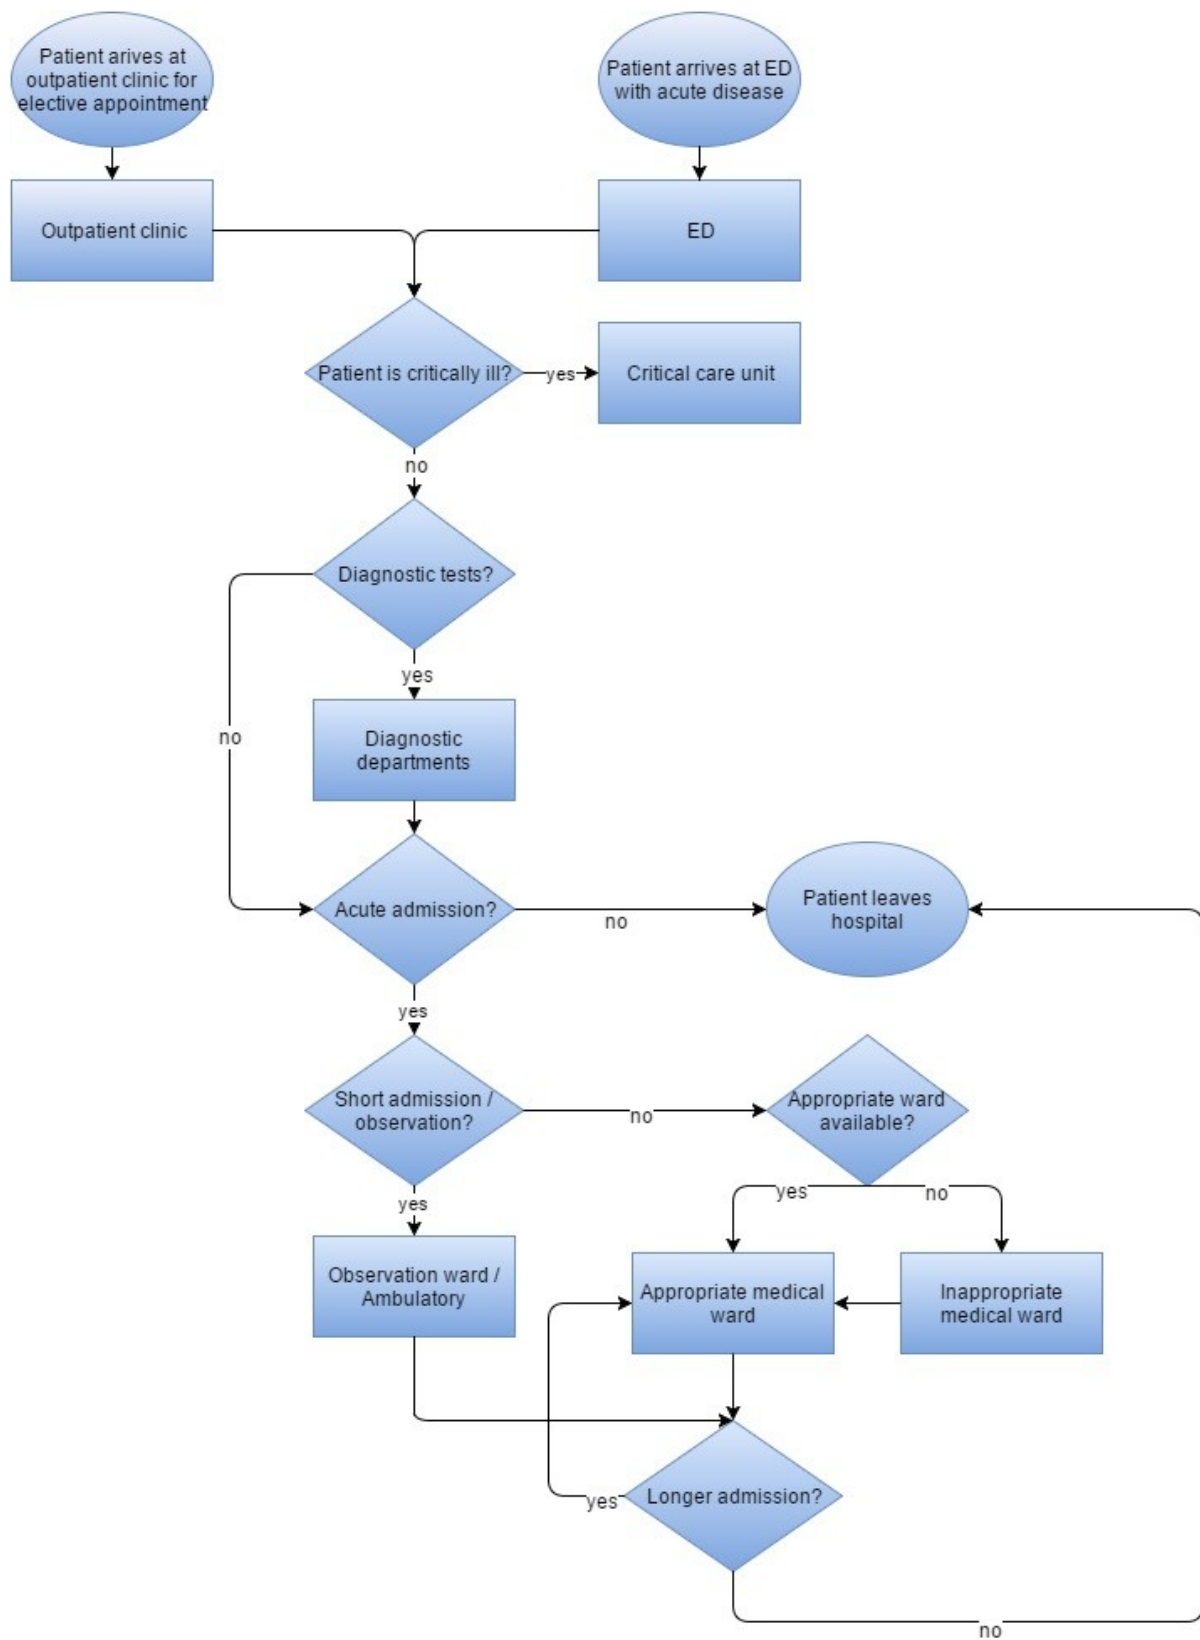 Patient arives at
outpatient clinic for
elective appointment
Patient arrives at ED
with acute disease
Outpatient clinic
ED
Patient is critically ill?
yes
Critical care unit
no
Diagnostic tests?
yes
no
Diagnostic
departments
Acute admission?
no
Patient leaves
hospital
yes
Short admission /
observation?
no
Appropriate ward
available?
yes
yes
no
Observation ward /
Ambulatory
Appropriate medical
ward
Inappropriate
medical ward
Longer admission?
yes
no